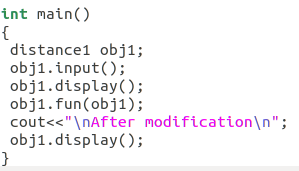 int main()
{
distance1 obj1;
obj1.input();
obj1.display();
obj1.fun(obj1);
cout<<"\nAfter modification\n";
obj1.display();
}